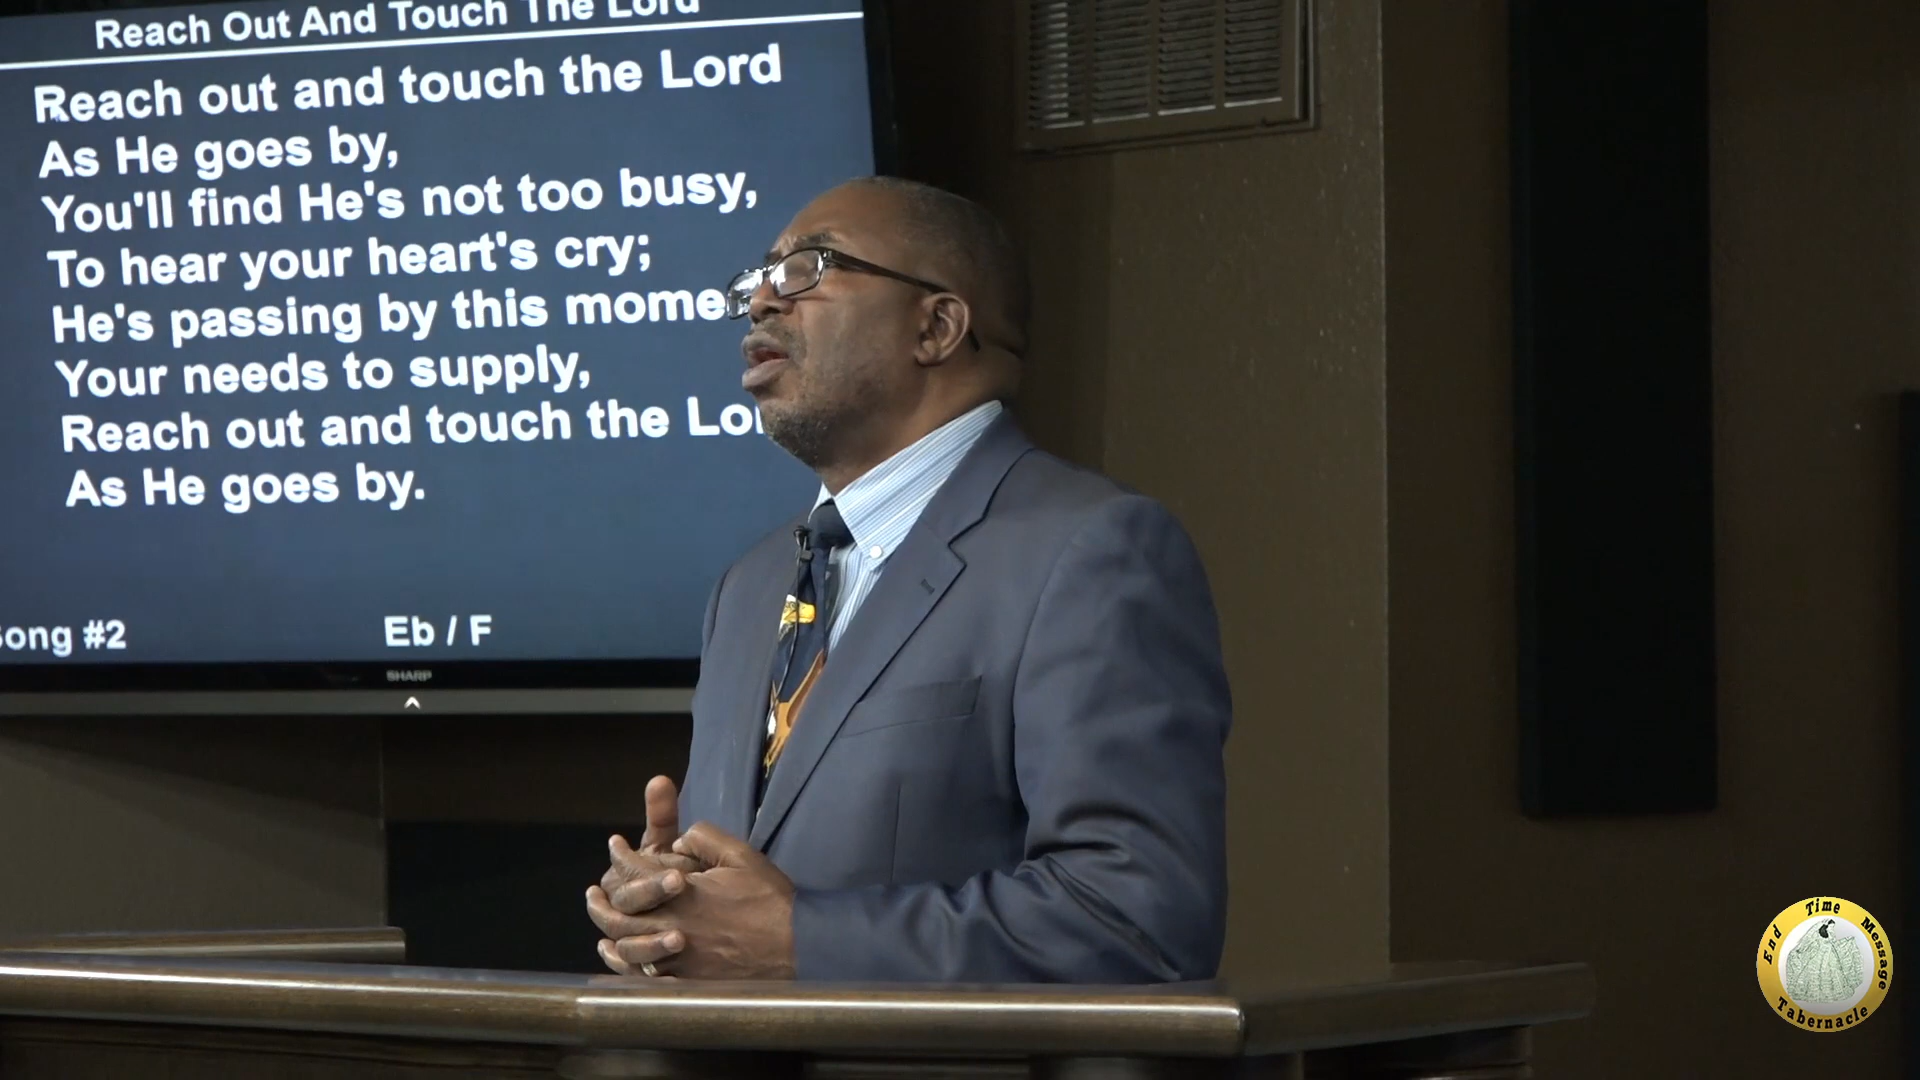 Reach Out And Touch The Lord
Reach out and touch the Lord
As He goes by,
You'll find He's not too busy,
To hear your heart's cry;
He's passing by this mome
Your needs to supply,
Reach out and touch the Lor
As He goes by.
Song #2
Eb / F
SHARP
End Time Message
Tabernacle